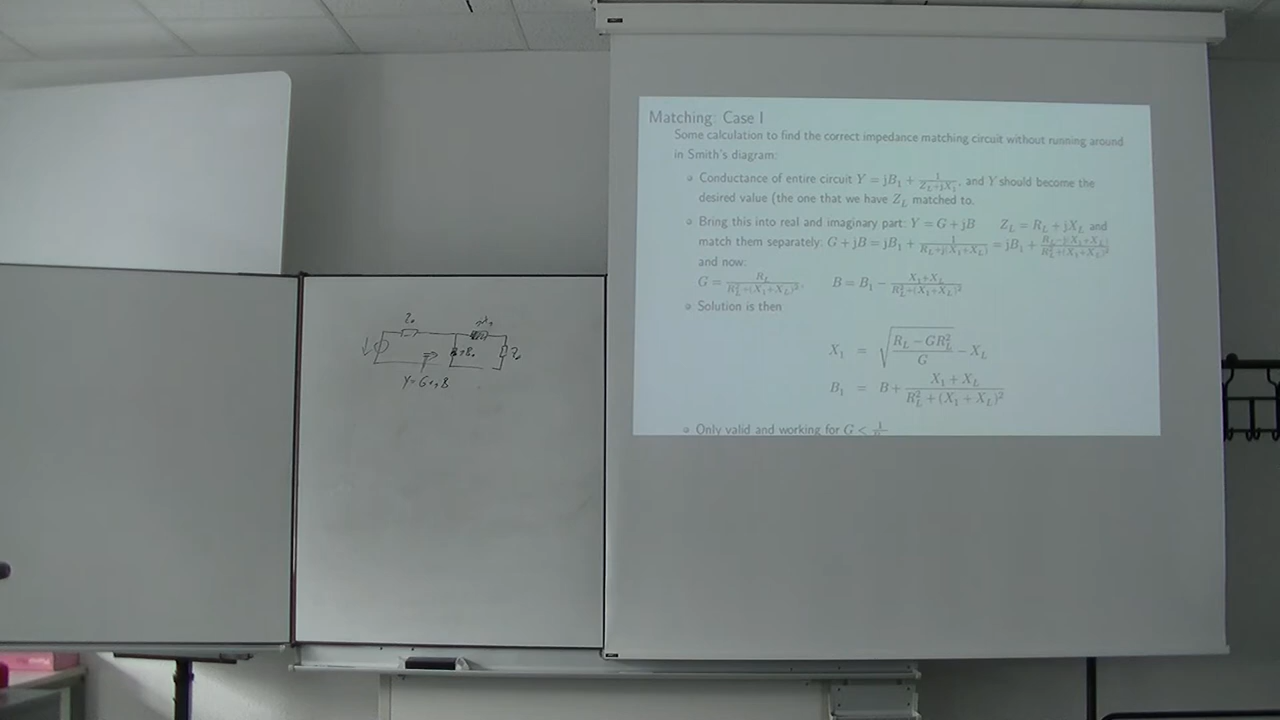 Matching: Case I
Some calculation to find the correct impedance matching circuit without running around
in Smith's diagram:
Conductance of entire circuit Y = jB₁ + 1/(Z_L+jX₁), and Y should become the
desired value (the one that we have Z_L matched to.
Bring this into real and imaginary part: Y = G + jB Z_L = R_L + jX_L and
match them separately: G + jB = jB₁ + 1/(R_L+j(X₁+X_L)) = jB₁ + (R_L−j(X₁+X_L))/(R_L²+(X₁+X_L)²)
and now:
G = R_L/(R_L²+(X₁+X_L)²), B = B₁ − (X₁+X_L)/(R_L²+(X₁+X_L)²)
Solution is then
X₁ = √((R_L − GR_L²)/G) − X_L
B₁ = B + (X₁ + X_L)/(R_L² + (X₁ + X_L)²)
Only valid and working for G < 1
Y=G+jB